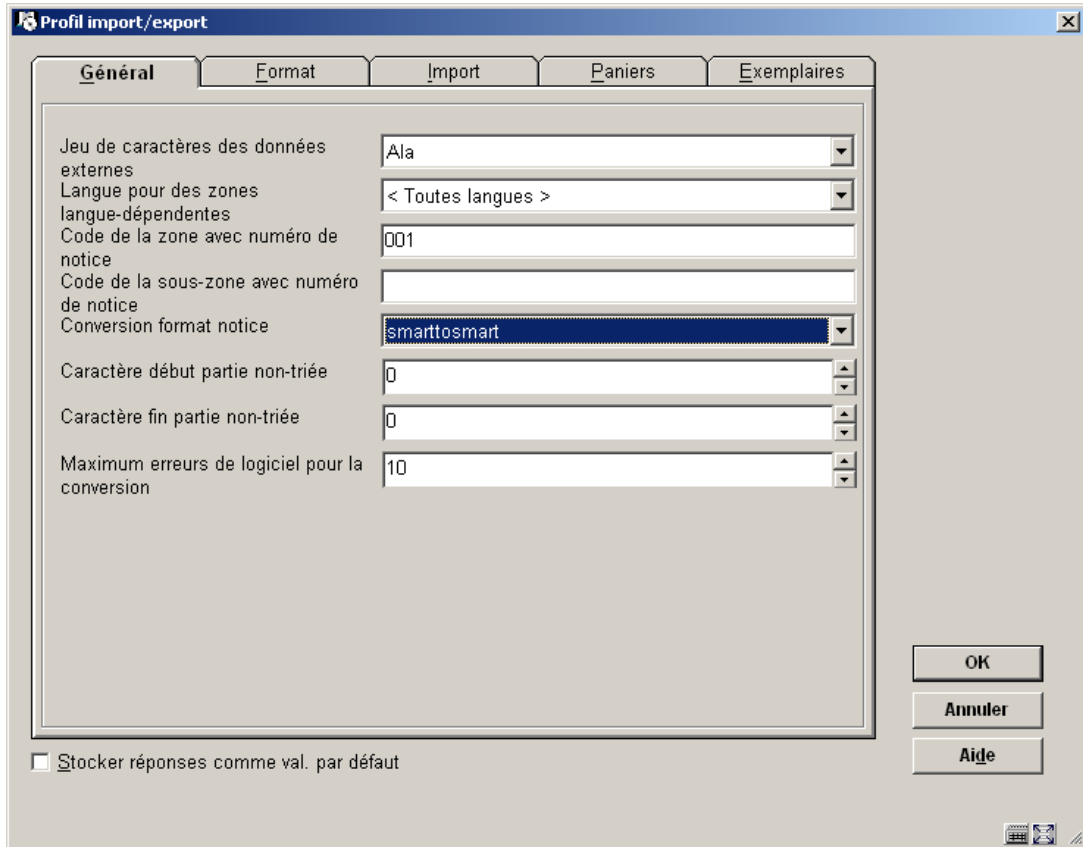 Profil import/export
Général
Format
Import
Paniers
Exemplaires
Jeu de caractères des données
externes
Ala
Langue pour des zones
langue-dépendentes
< Toutes langues >
Code de la zone avec numéro de
notice
001
Code de la sous-zone avec numéro
de notice
Conversion format notice
smarttosmart
Caractère début partie non-triée
0
Caractère fin partie non-triée
0
Maximum erreurs de logiciel pour la
conversion
10
OK
Annuler
Aide
Stocker réponses comme val. par défaut